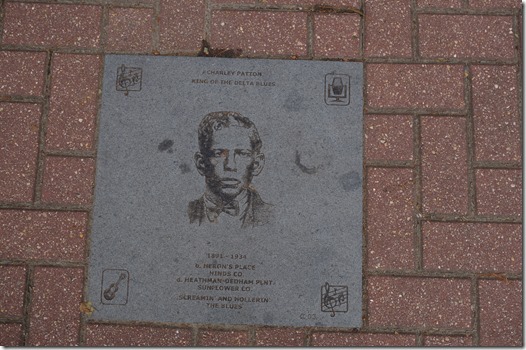 CHARLEY PATTON
KING OF THE DELTA BLUES
1891 - 1934
B. HERON'S PLACE
HINDS CO.
D. HEATHMAN-DEDHAM PLNT.
SUNFLOWER CO.
SCREAMIN' AND HOLLERIN'
THE BLUES